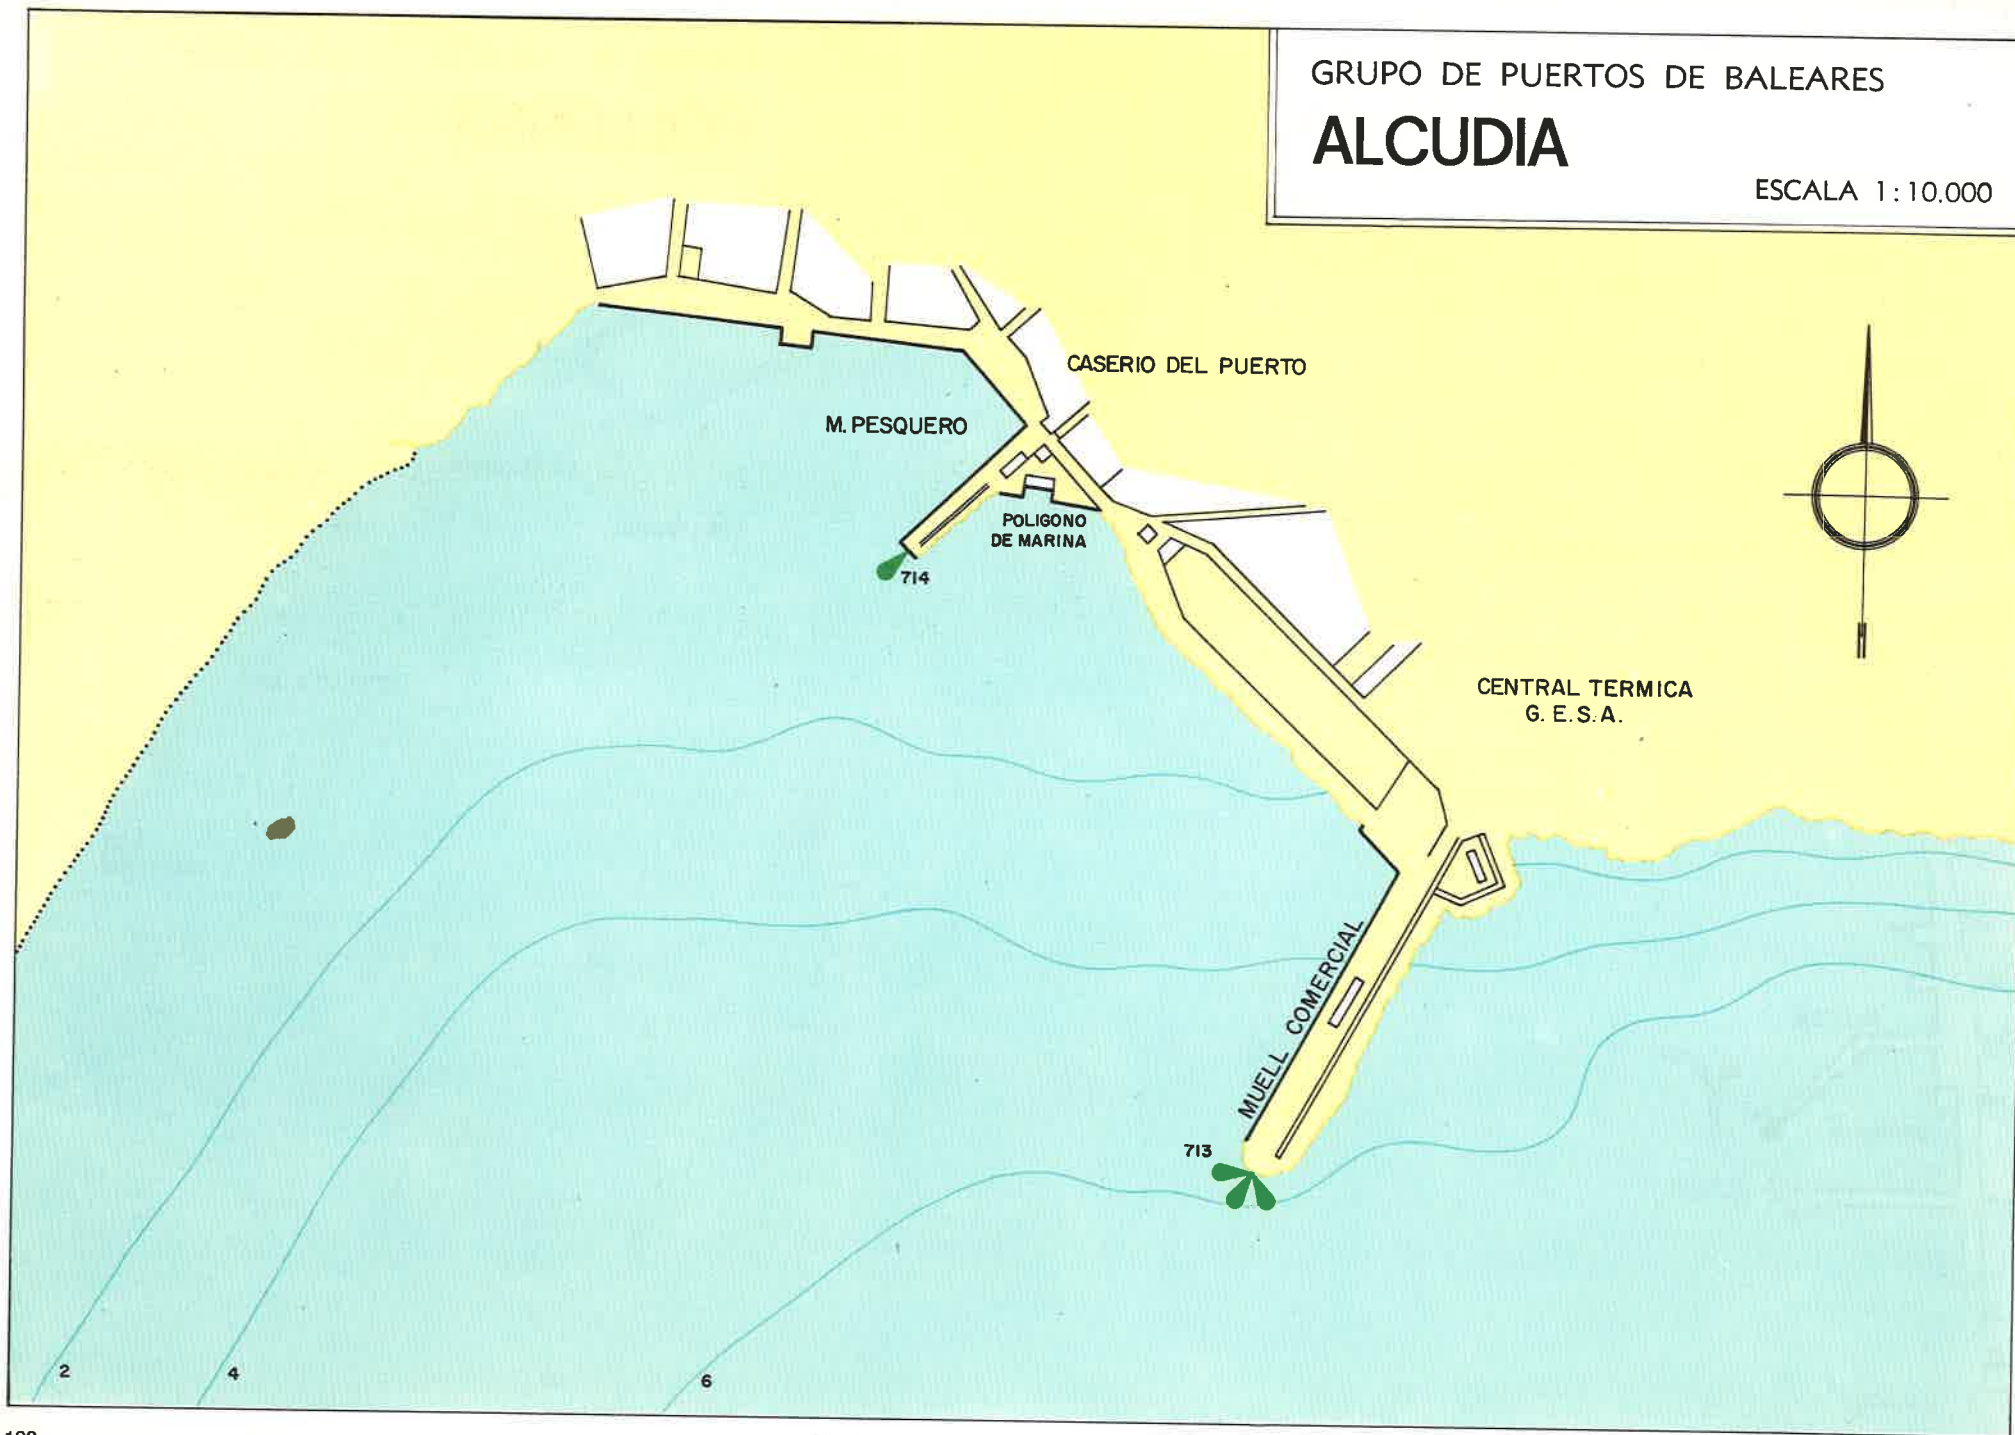 GRUPO DE PUERTOS DE BALEARES
ALCUDIA
ESCALA 1:10.000
CASERIO DEL PUERTO
M. PESQUERO
POLIGONO
DE MARINA
714
CENTRAL TERMICA
G. E. S. A.
MUELL COMERCIAL
713
2
4
6